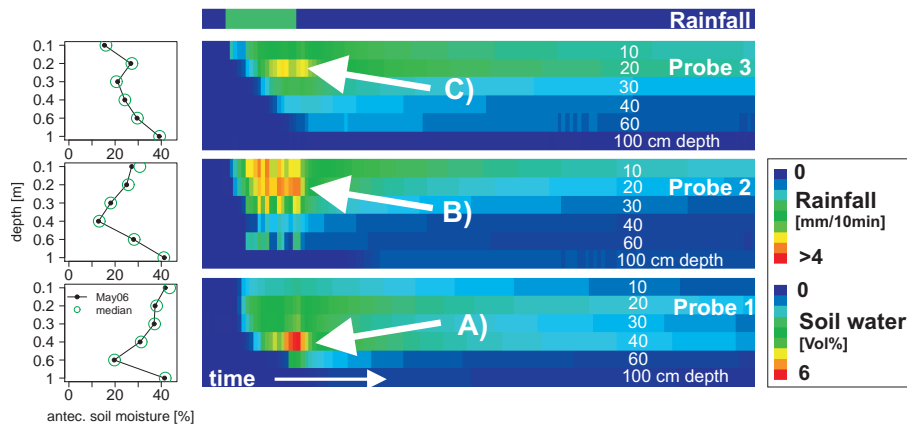 Rainfall
0.1
0.2
0.3
0.4
0.6
1
0 20 40
10
20 Probe 3
30
40
60
100 cm depth
C)
depth [m]
0.1
0.2
0.3
0.4
0.6
1
0 20 40
10
20 Probe 2
30
40
60
100 cm depth
B)
0.1
0.2
0.3
0.4
0.6
1
May06
median
0 20 40
antec. soil moisture [%]
10
20 Probe 1
30
40
60
100 cm depth
A)
time
0
Rainfall
[mm/10min]
>4
0
Soil water
[Vol%]
6